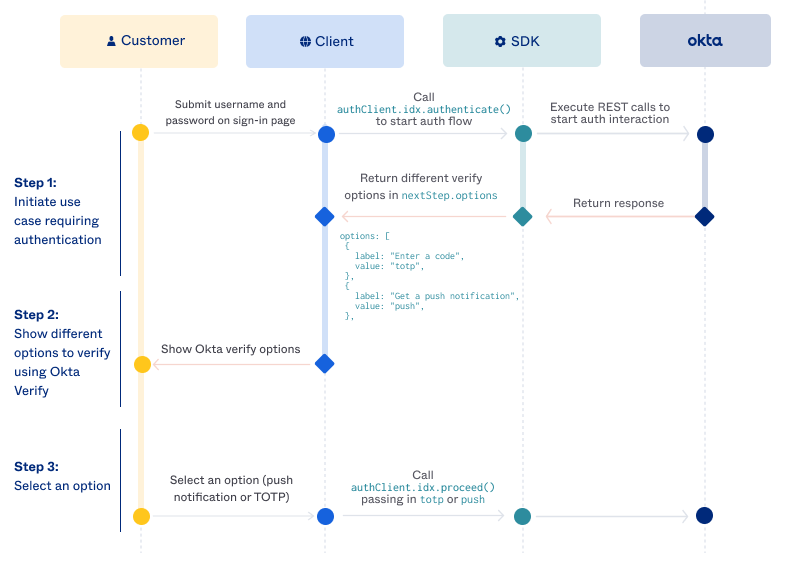 Customer
Client
SDK
okta
Submit username and
password on sign-in page
Call
authClient.idx.authenticate()
to start auth flow
Execute REST calls to
start auth interaction
Step 1:
Initiate use
case requiring
authentication
Return different verify
options in nextStep.options
Return response
options: [
{
label: "Enter a code",
value: "totp",
},
{
label: "Get a push notification",
value: "push",
},
Step 2:
Show different
options to verify
using Okta
Verify
Show Okta verify options
Step 3:
Select an option
Select an option (push
notification or TOTP)
Call
authClient.idx.proceed()
passing in totp or push